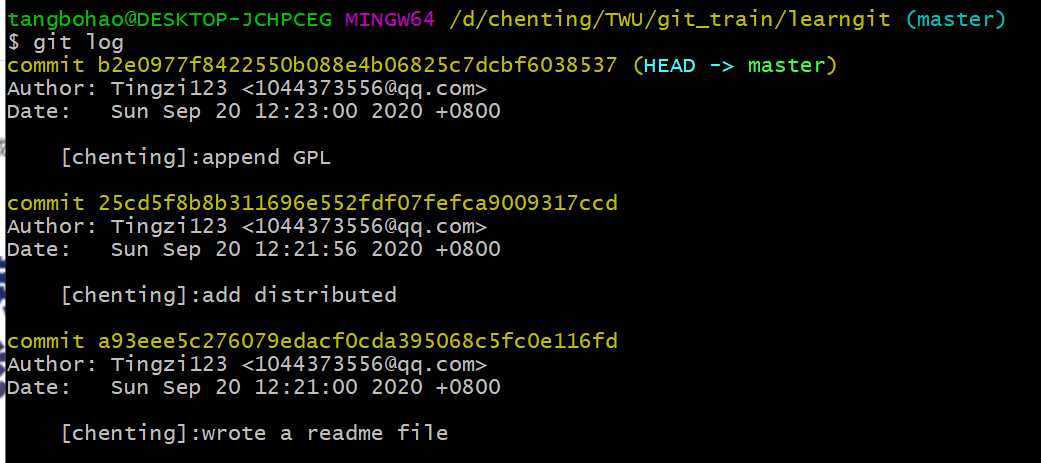 tangbohao@DESKTOP-JCHPCEG MINGW64 /d/chenting/TWU/git_train/learngit (master)
$ git log
commit b2e0977f8422550b088e4b06825c7dcbf6038537 (HEAD -> master)
Author: Tingzi123 <1044373556@qq.com>
Date:   Sun Sep 20 12:23:00 2020 +0800
    [chenting]:append GPL
commit 25cd5f8b8b311696e552fdf07fefca9009317ccd
Author: Tingzi123 <1044373556@qq.com>
Date:   Sun Sep 20 12:21:56 2020 +0800
    [chenting]:add distributed
commit a93eee5c276079edacf0cda395068c5fc0e116fd
Author: Tingzi123 <1044373556@qq.com>
Date:   Sun Sep 20 12:21:00 2020 +0800
    [chenting]:wrote a readme file